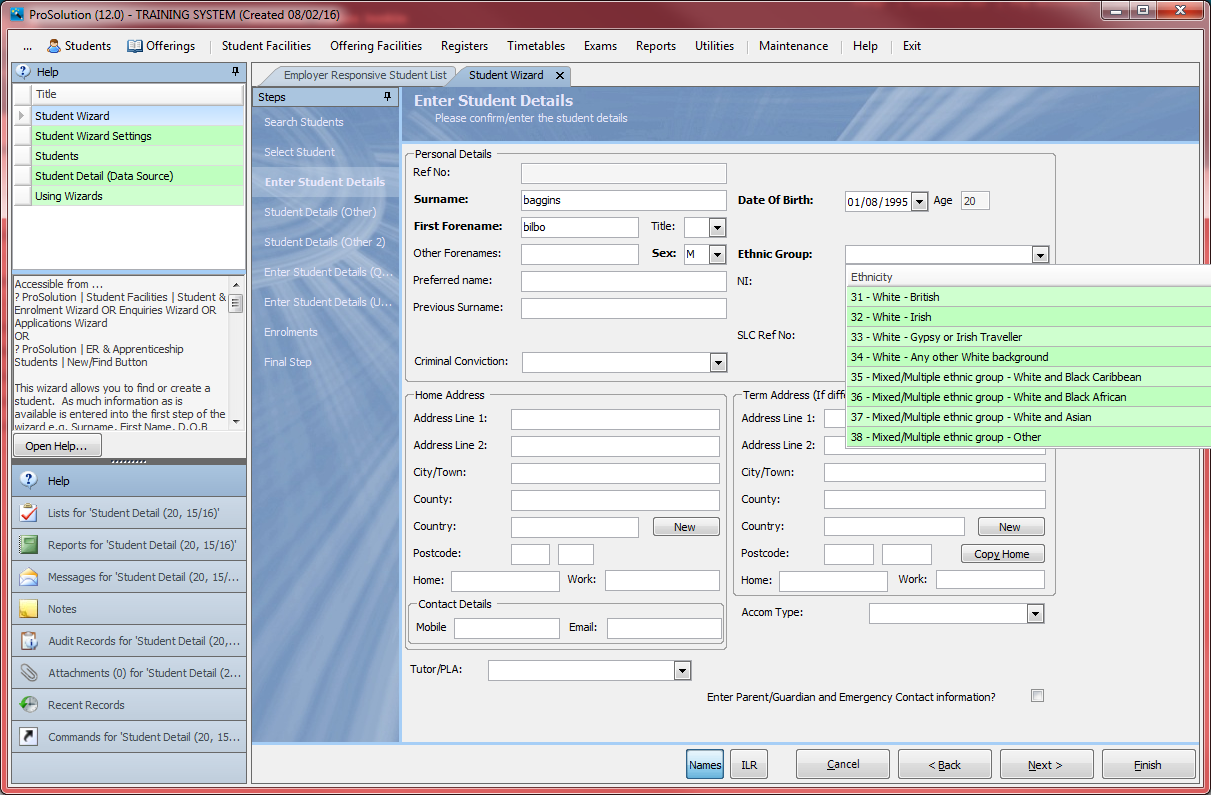 ProSolution (12.0) - TRAINING SYSTEM (Created 08/02/16)
... Students Offerings Student Facilities Offering Facilities Registers Timetables Exams Reports Utilities Maintenance Help Exit
Help
Title
Student Wizard
Student Wizard Settings
Students
Student Detail (Data Source)
Using Wizards
Accessible from ...
? ProSolution | Student Facilities | Student &
Enrolment Wizard OR Enquiries Wizard OR
Applications Wizard
OR
? ProSolution | ER & Apprenticeship
Students | New/Find Button
This wizard allows you to find or create a
student. As much information as is
available is entered into the first step of the
wizard e.g. Surname, First Name, D.O.B
Open Help...
Help
Lists for 'Student Detail (20, 15/16)'
Reports for 'Student Detail (20, 15/16)'
Messages for 'Student Detail (20, 15/...
Notes
Audit Records for 'Student Detail (20,...
Attachments (0) for 'Student Detail (2...
Recent Records
Commands for 'Student Detail (20, 15...
Employer Responsive Student List Student Wizard
Steps
Search Students
Select Student
Enter Student Details
Student Details (Other)
Student Details (Other 2)
Enter Student Details (Q...
Enter Student Details (U...
Enrolments
Final Step
Enter Student Details
Please confirm/enter the student details
Personal Details
Ref No:
Surname: baggins Date Of Birth: 01/08/1995 Age 20
First Forename: bilbo Title:
Other Forenames: Sex: M Ethnic Group:
Preferred name: NI:
Previous Surname:
SLC Ref No:
Criminal Conviction:
Ethnicity
31 - White - British
32 - White - Irish
33 - White - Gypsy or Irish Traveller
34 - White - Any other White background
35 - Mixed/Multiple ethnic group - White and Black Caribbean
36 - Mixed/Multiple ethnic group - White and Black African
37 - Mixed/Multiple ethnic group - White and Asian
38 - Mixed/Multiple ethnic group - Other
Home Address
Address Line 1:
Address Line 2:
City/Town:
County:
Country: New
Postcode:
Home: Work:
Contact Details
Mobile Email:
Term Address (If diff
Address Line 1:
Address Line 2:
City/Town:
County:
Country: New
Postcode: Copy Home
Home: Work:
Accom Type:
Tutor/PLA:
Enter Parent/Guardian and Emergency Contact information?
Names ILR Cancel < Back Next > Finish